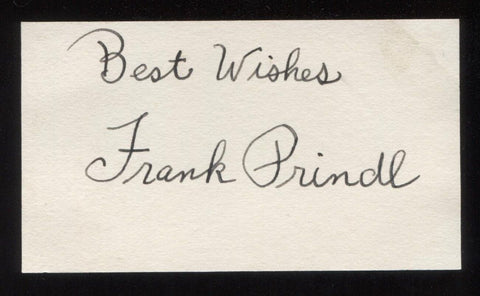 Best Wishes
Frank Prindl